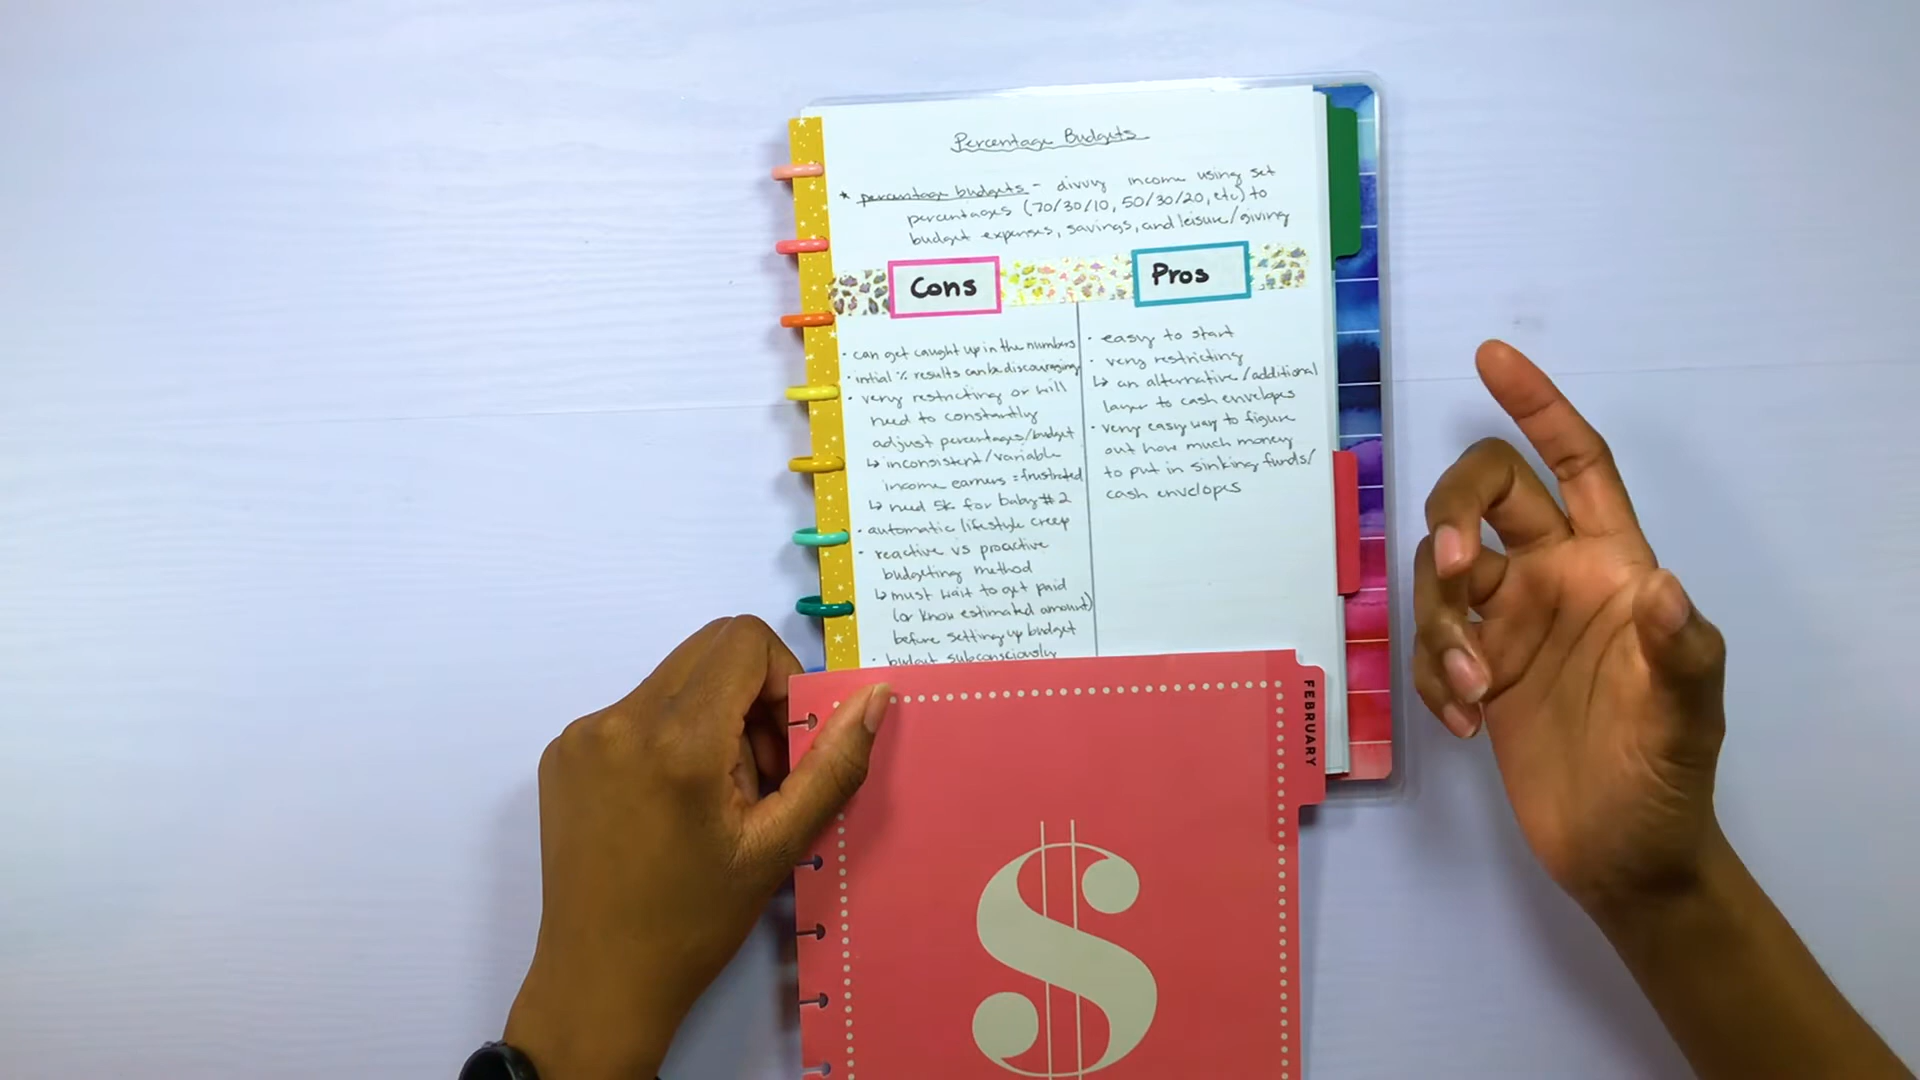 Percentage Budgets
* percentage budgets - divvy income using set
percentages (70/30/10, 50/30/20, etc) to
budget expenses, savings, and leisure/giving
Cons
· can get caught up in the numbers
· intial % results can be discouraging
· very restricting or will
need to constantly
adjust percentages/budget
↳ inconsistent/variable
income earners = frustrated
↳ need 5k for baby #2
· automatic lifestyle creep
· reactive vs proactive
budgeting method
↳ must wait to get paid
(or know estimated amount)
before setting up budget
· budget subconsciously
Pros
· easy to start
· very restricting
↳ an alternative/additional
layer to cash envelopes
· very easy way to figure
out how much money
to put in sinking funds/
cash envelopes
FEBRUARY
$